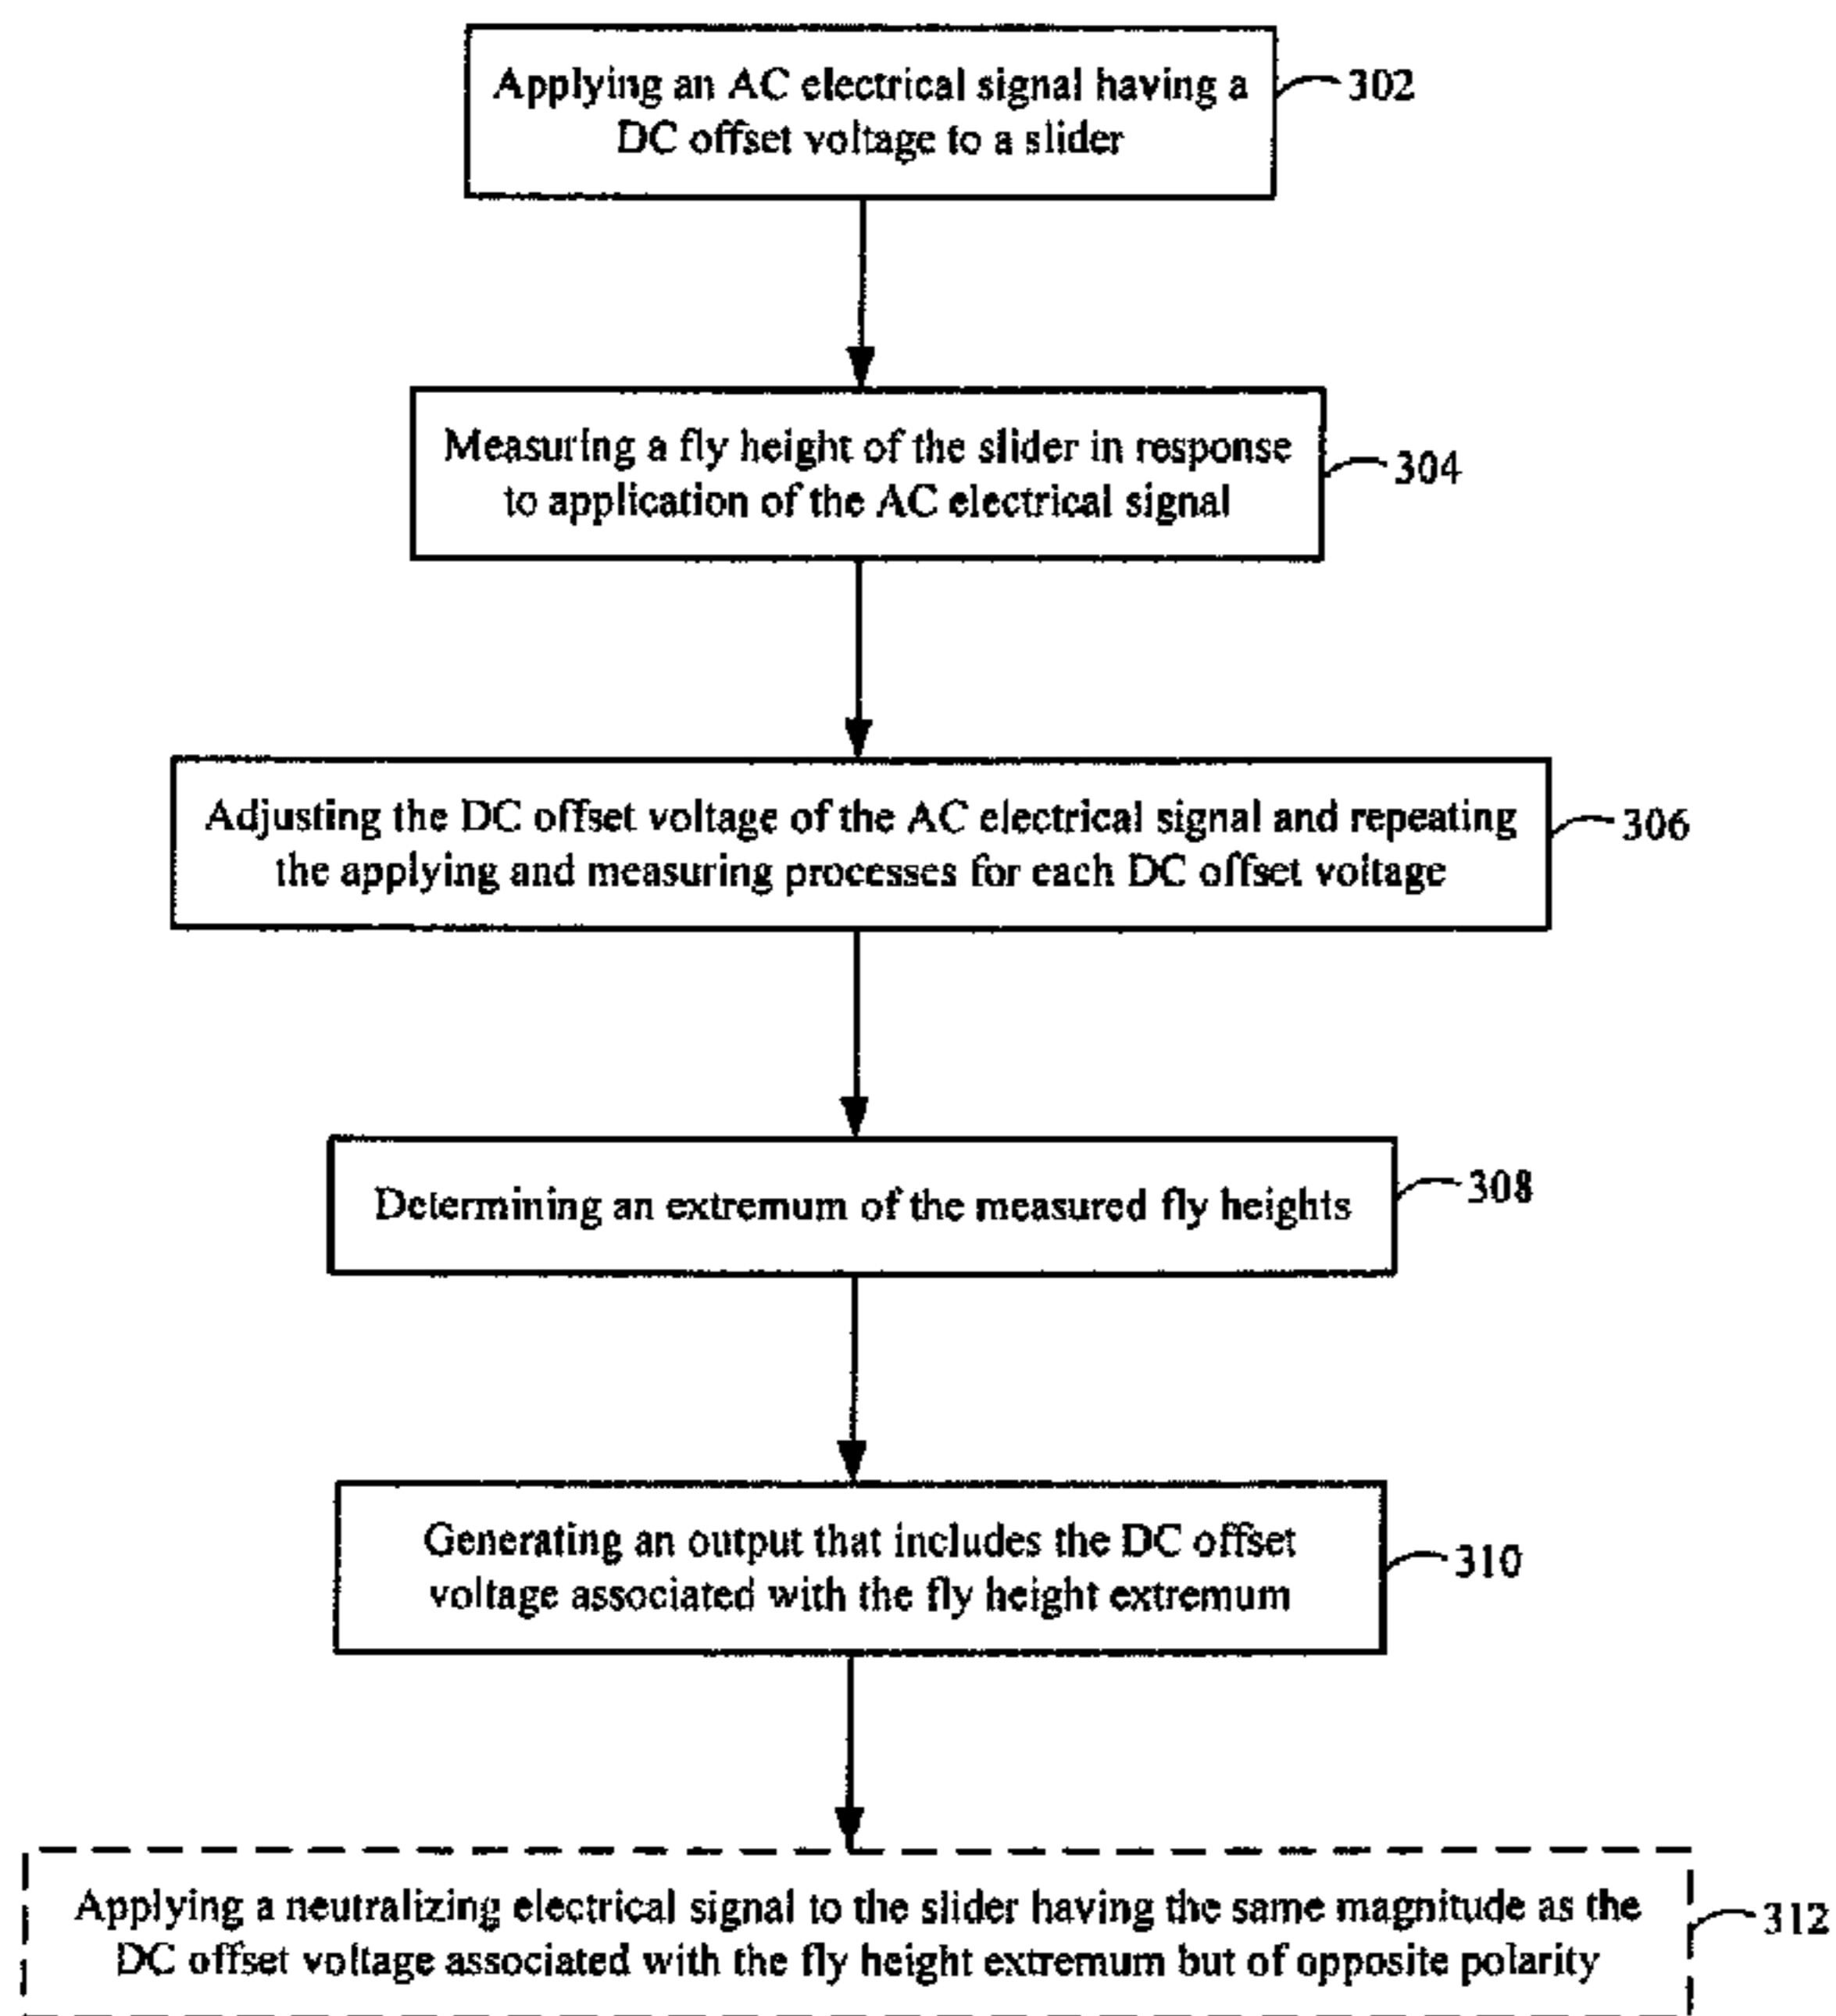 Applying an AC electrical signal having a
DC offset voltage to a slider
302
Measuring a fly height of the slider in response
to application of the AC electrical signal
304
Adjusting the DC offset voltage of the AC electrical signal and repeating
the applying and measuring processes for each DC offset voltage
306
Determining an extremum of the measured fly heights
308
Generating an output that includes the DC offset
voltage associated with the fly height extremum
310
Applying a neutralizing electrical signal to the slider having the same magnitude as the
DC offset voltage associated with the fly height extremum but of opposite polarity
312